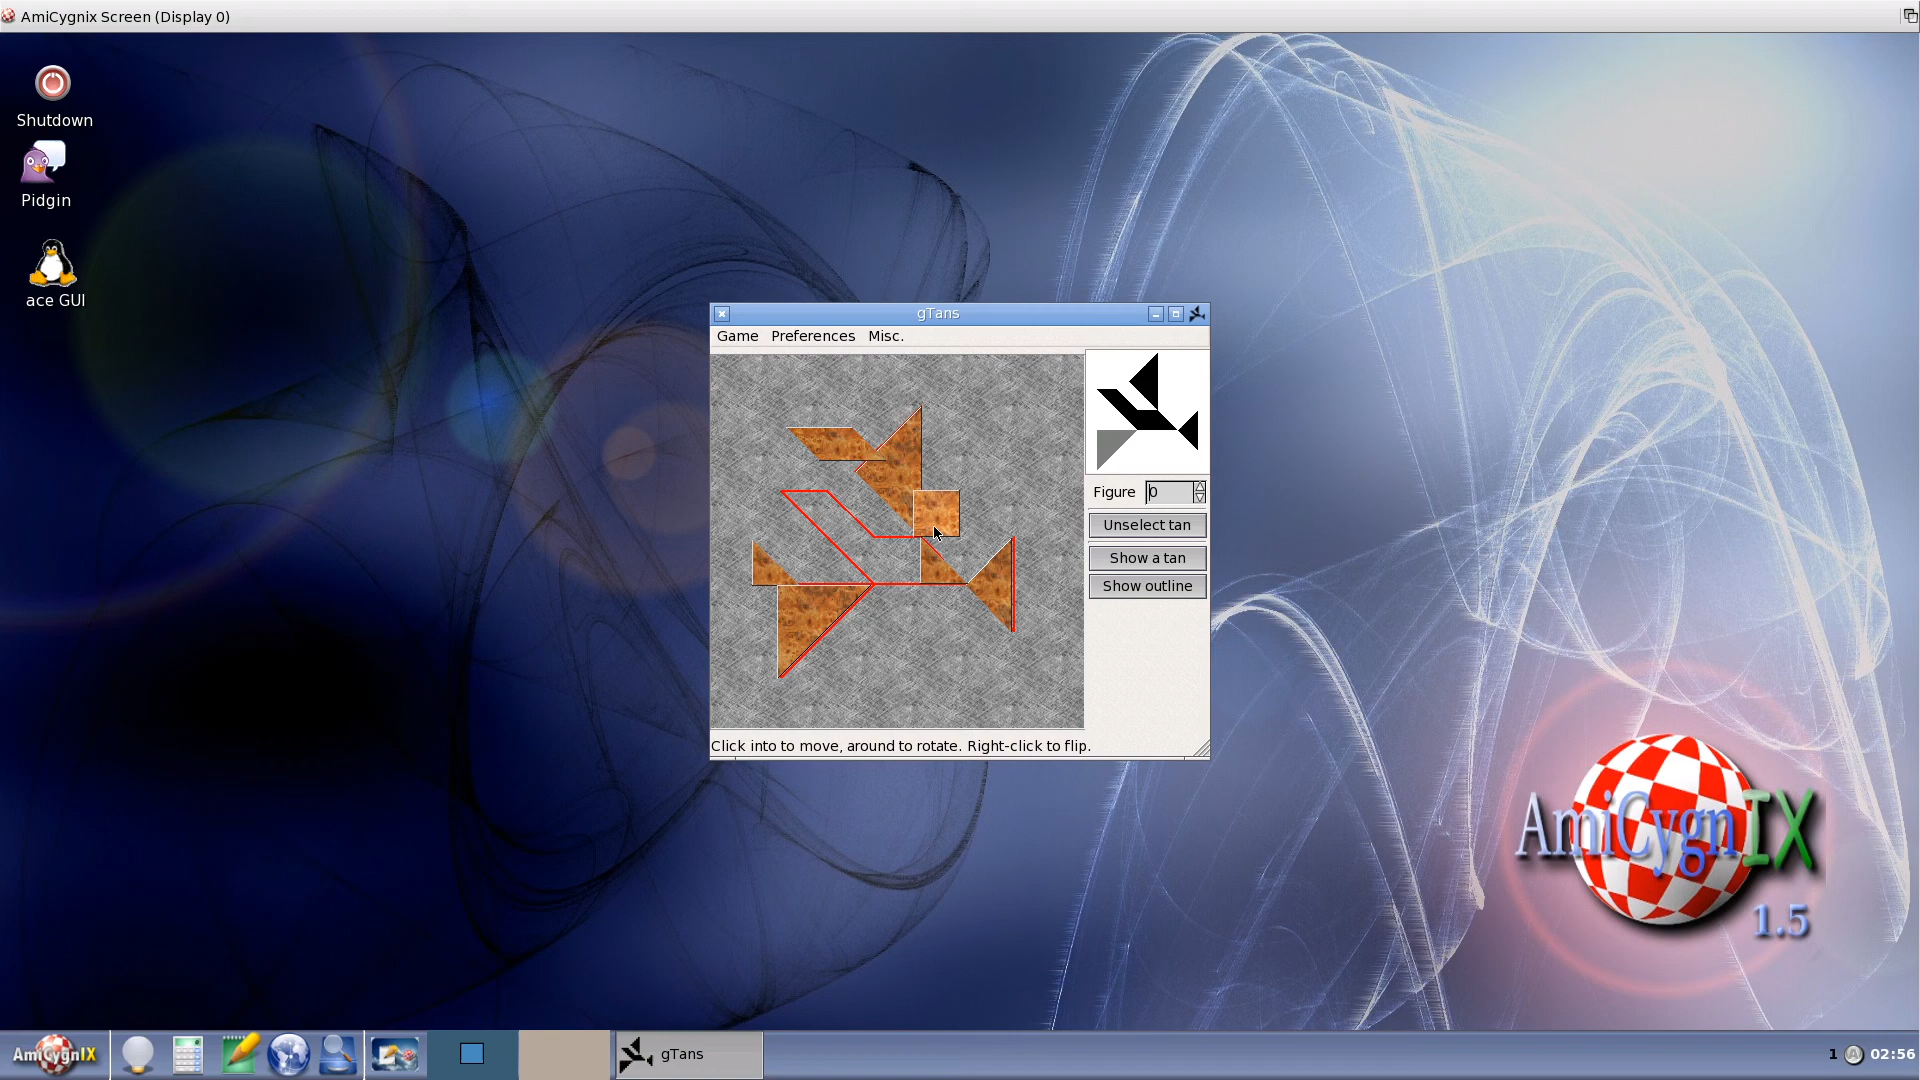 AmiCygnix Screen (Display 0)
Shutdown
Pidgin
ace GUI
gTans
Game Preferences Misc.
Figure 0
Unselect tan
Show a tan
Show outline
Click into to move, around to rotate. Right-click to flip.
AmiCygnIX
1.5
AmiCygnIX
gTans
1 02:56